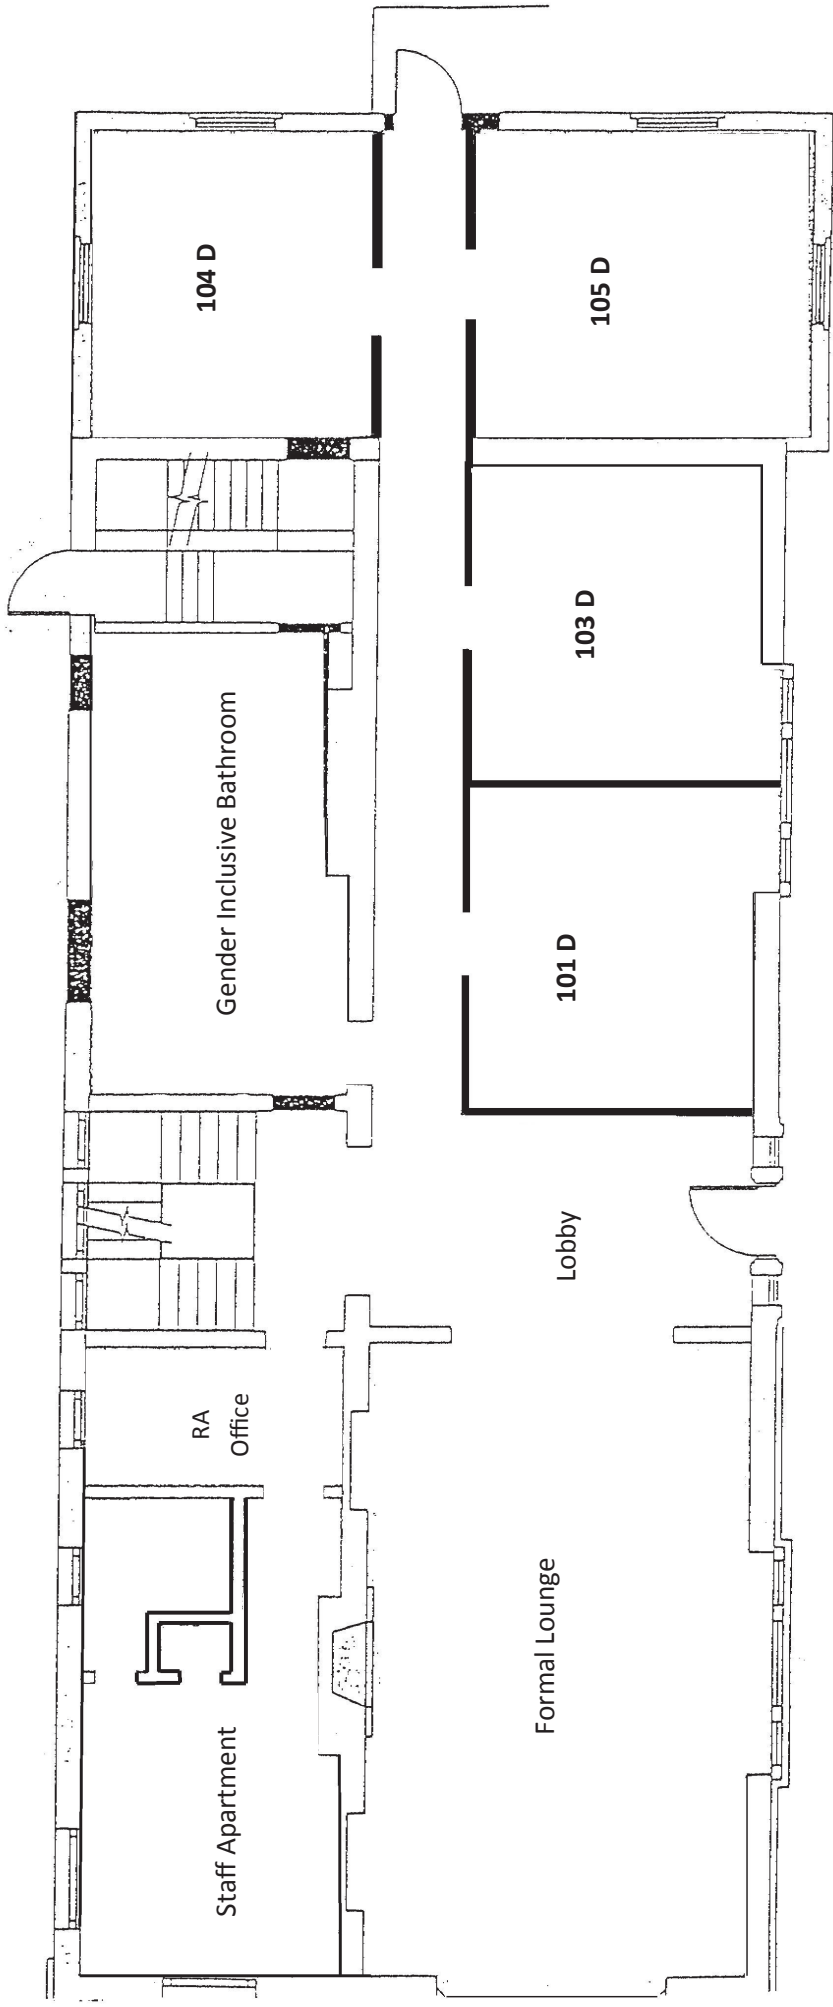 104 D
105 D
103 D
Gender Inclusive Bathroom
101 D
Lobby
RA
Office
Formal Lounge
Staff Apartment